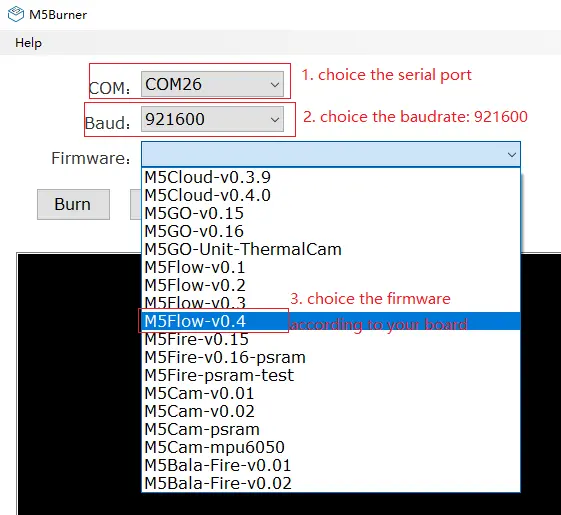 M5Burner
Help
COM: COM26 1. choice the serial port
Baud: 921600 2. choice the baudrate: 921600
Firmware:
Burn
M5Cloud-v0.3.9
M5Cloud-v0.4.0
M5GO-v0.15
M5GO-v0.16
M5GO-Unit-ThermalCam
M5Flow-v0.1
M5Flow-v0.2
M5Flow-v0.3
3. choice the firmware
M5Flow-v0.4
according to your board
M5Fire-v0.15
M5Fire-v0.16-psram
M5Fire-psram-test
M5Cam-v0.01
M5Cam-v0.02
M5Cam-psram
M5Cam-mpu6050
M5Bala-Fire-v0.01
M5Bala-Fire-v0.02